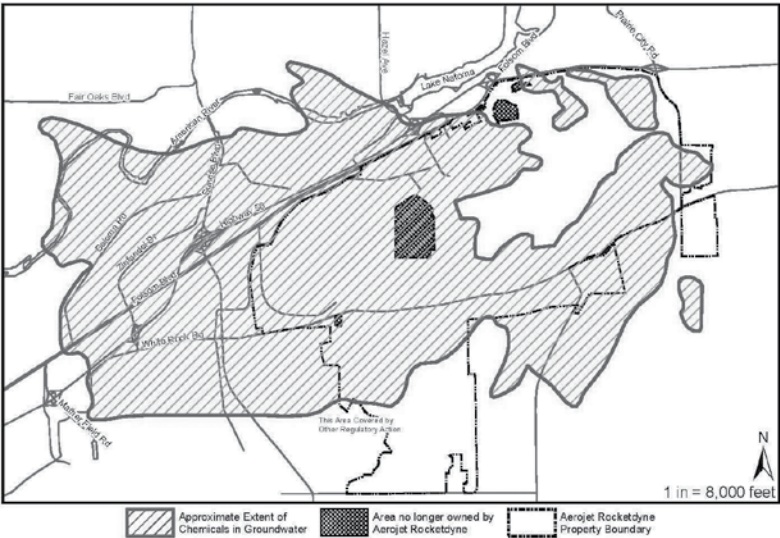 Prairie City Rd
Folsom Blvd
Hazel Ave
Lake Natoma
Fair Oaks Blvd
American River
Sunrise Blvd
Highway 50
Coloma Rd
Zinfandel Dr
Folsom Blvd
White Rock Rd
Mather Field Rd
This Area Covered by
Other Regulatory Action
N
1 in = 8,000 feet
Approximate Extent of
Chemicals in Groundwater
Area no longer owned by
Aerojet Rocketdyne
Aerojet Rocketdyne
Property Boundary